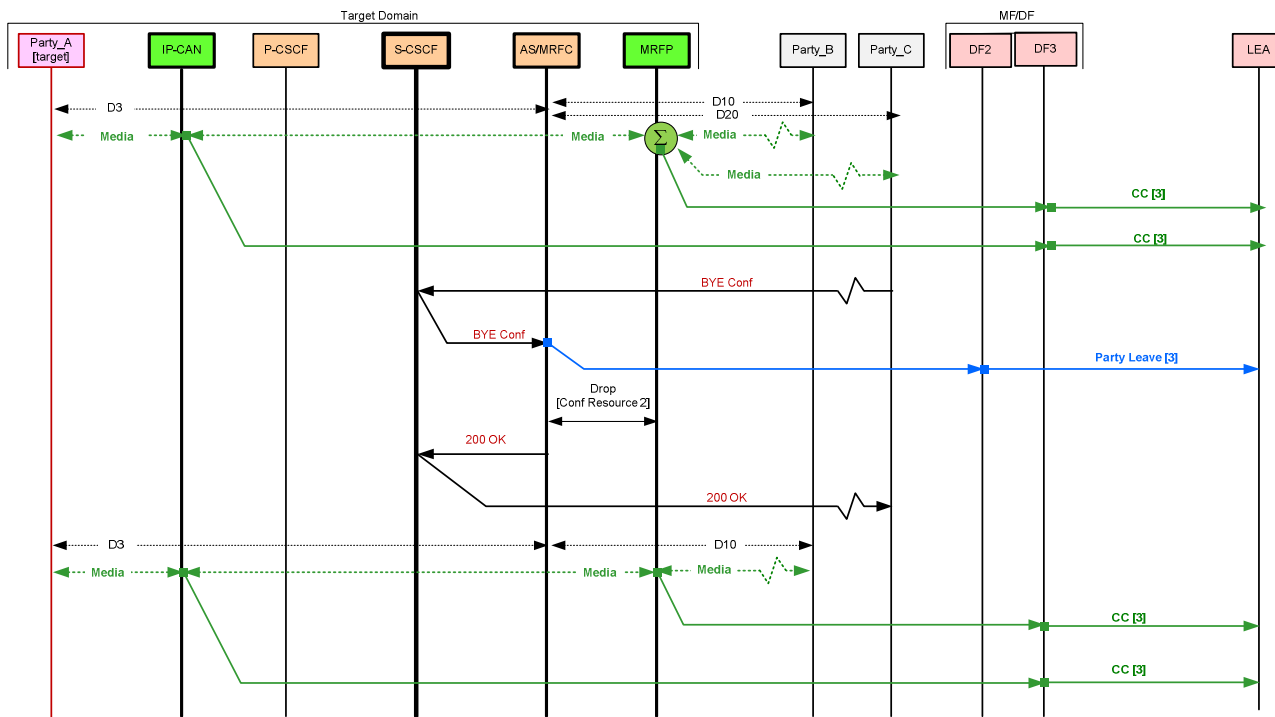 Target Domain
MF/DF
Party_A
[target]
IP-CAN
P-CSCF
S-CSCF
AS/MRFC
MRFP
Party_B
Party_C
DF2
DF3
LEA
D3
D10
D20
Media
Media
Media
Σ
Media
CC [3]
CC [3]
BYE Conf
BYE Conf
Party Leave [3]
Drop
[Conf Resource 2]
200 OK
200 OK
D3
D10
Media
Media
Media
CC [3]
CC [3]